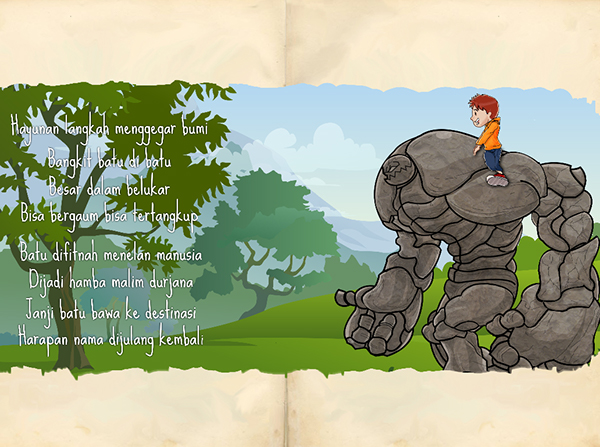 Hayunan langkah menggegar bumi
Bangkit batu di batu
Besar dalam belukar
Bisa bergaum bisa tertangkup
Batu difitnah menelan manusia
Dijadi hamba malim durjana
Janji batu bawa ke destinasi
Harapan nama dijulang kembali